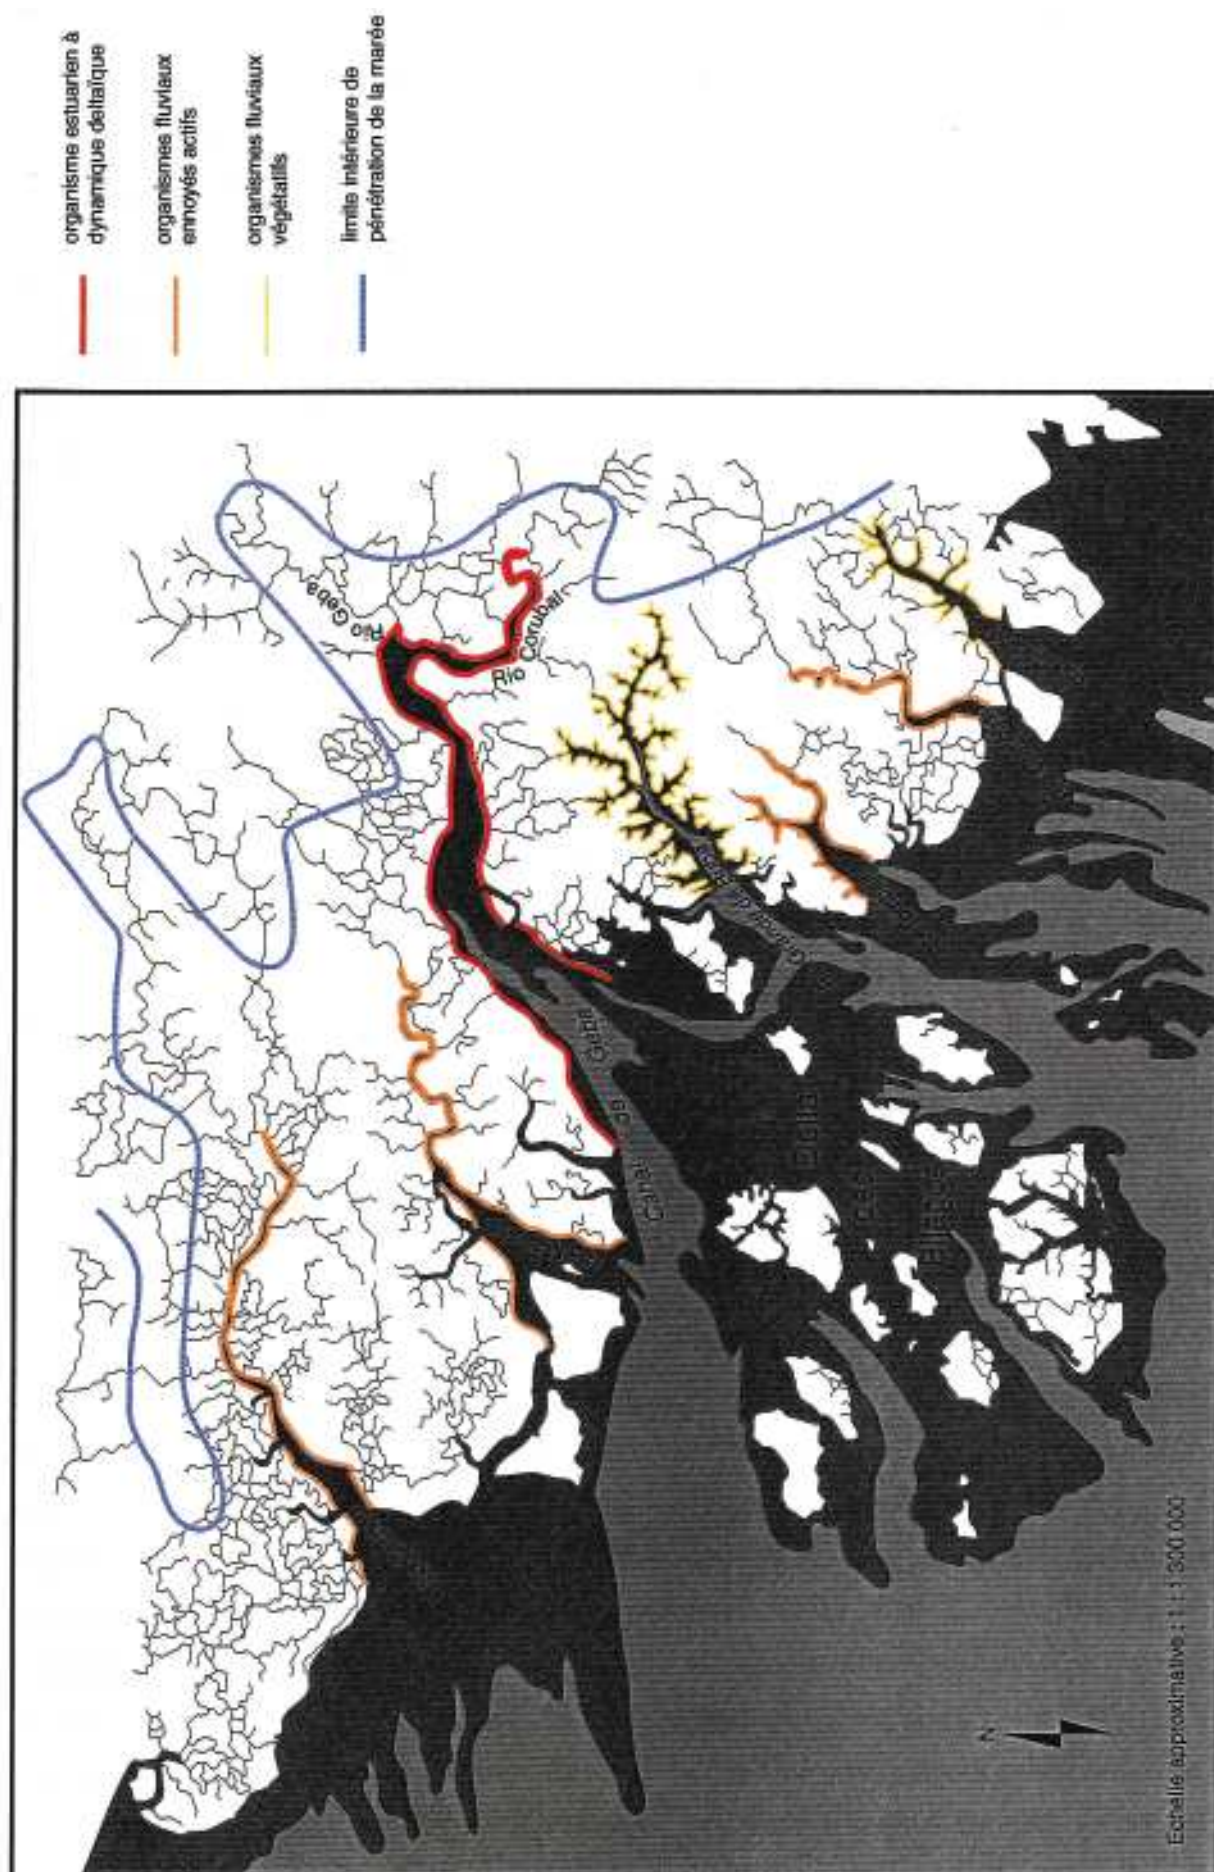 organisme estuarien à
dynamique deltaïque
organismes fluviaux
ennoyés actifs
organismes fluviaux
végétatifs
limite intérieure de
pénétration de la marée
Rio Geba
Rio
Corubal
Canal de Geba
N
Echelle approximative : 1 : 1 300 000